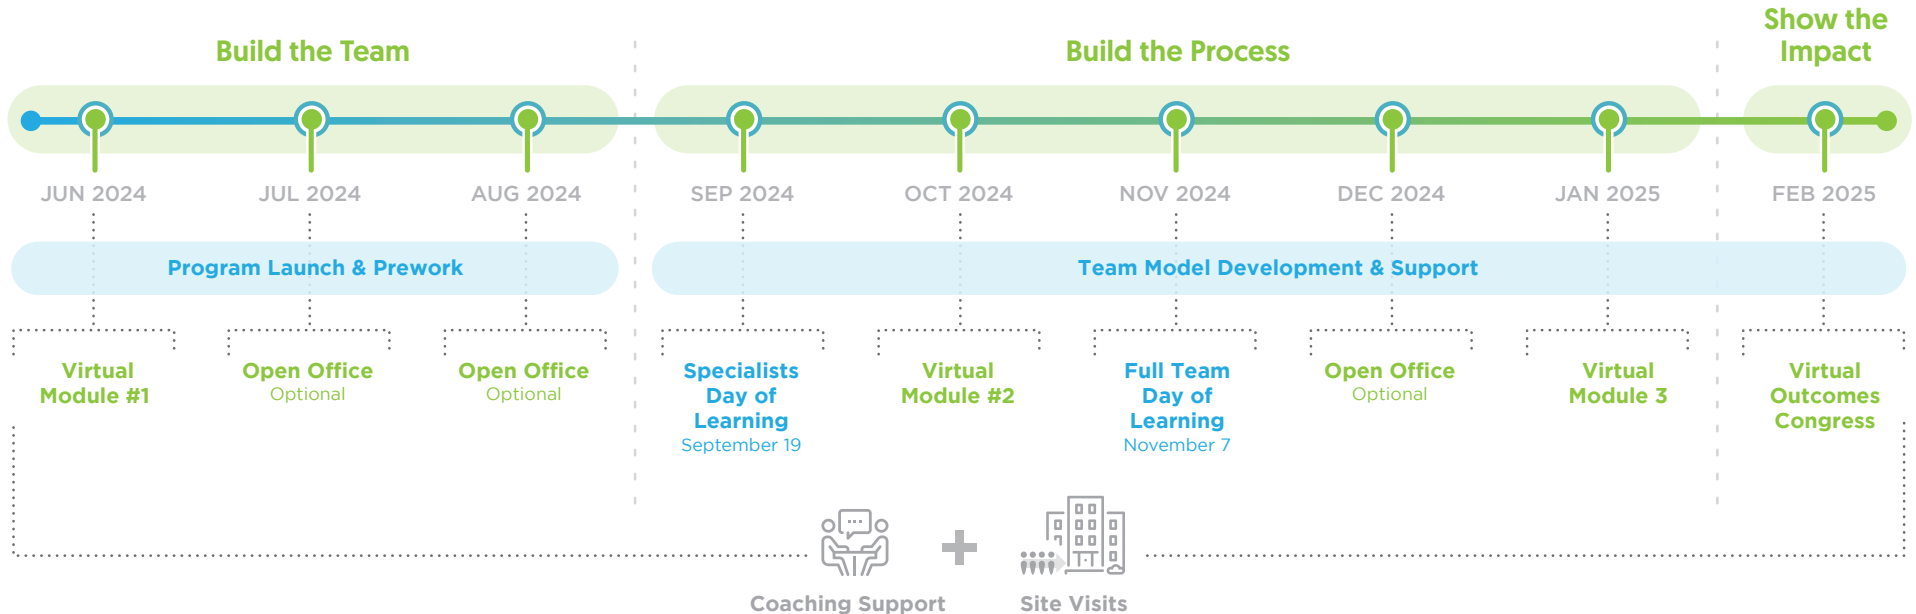 Build the Team
Build the Process
Show the
Impact
JUN 2024
JUL 2024
AUG 2024
SEP 2024
OCT 2024
NOV 2024
DEC 2024
JAN 2025
FEB 2025
Program Launch & Prework
Team Model Development & Support
Virtual
Module #1
Open Office
Optional
Open Office
Optional
Specialists
Day of
Learning
September 19
Virtual
Module #2
Full Team
Day of
Learning
November 7
Open Office
Optional
Virtual
Module 3
Virtual
Outcomes
Congress
Coaching Support
Site Visits